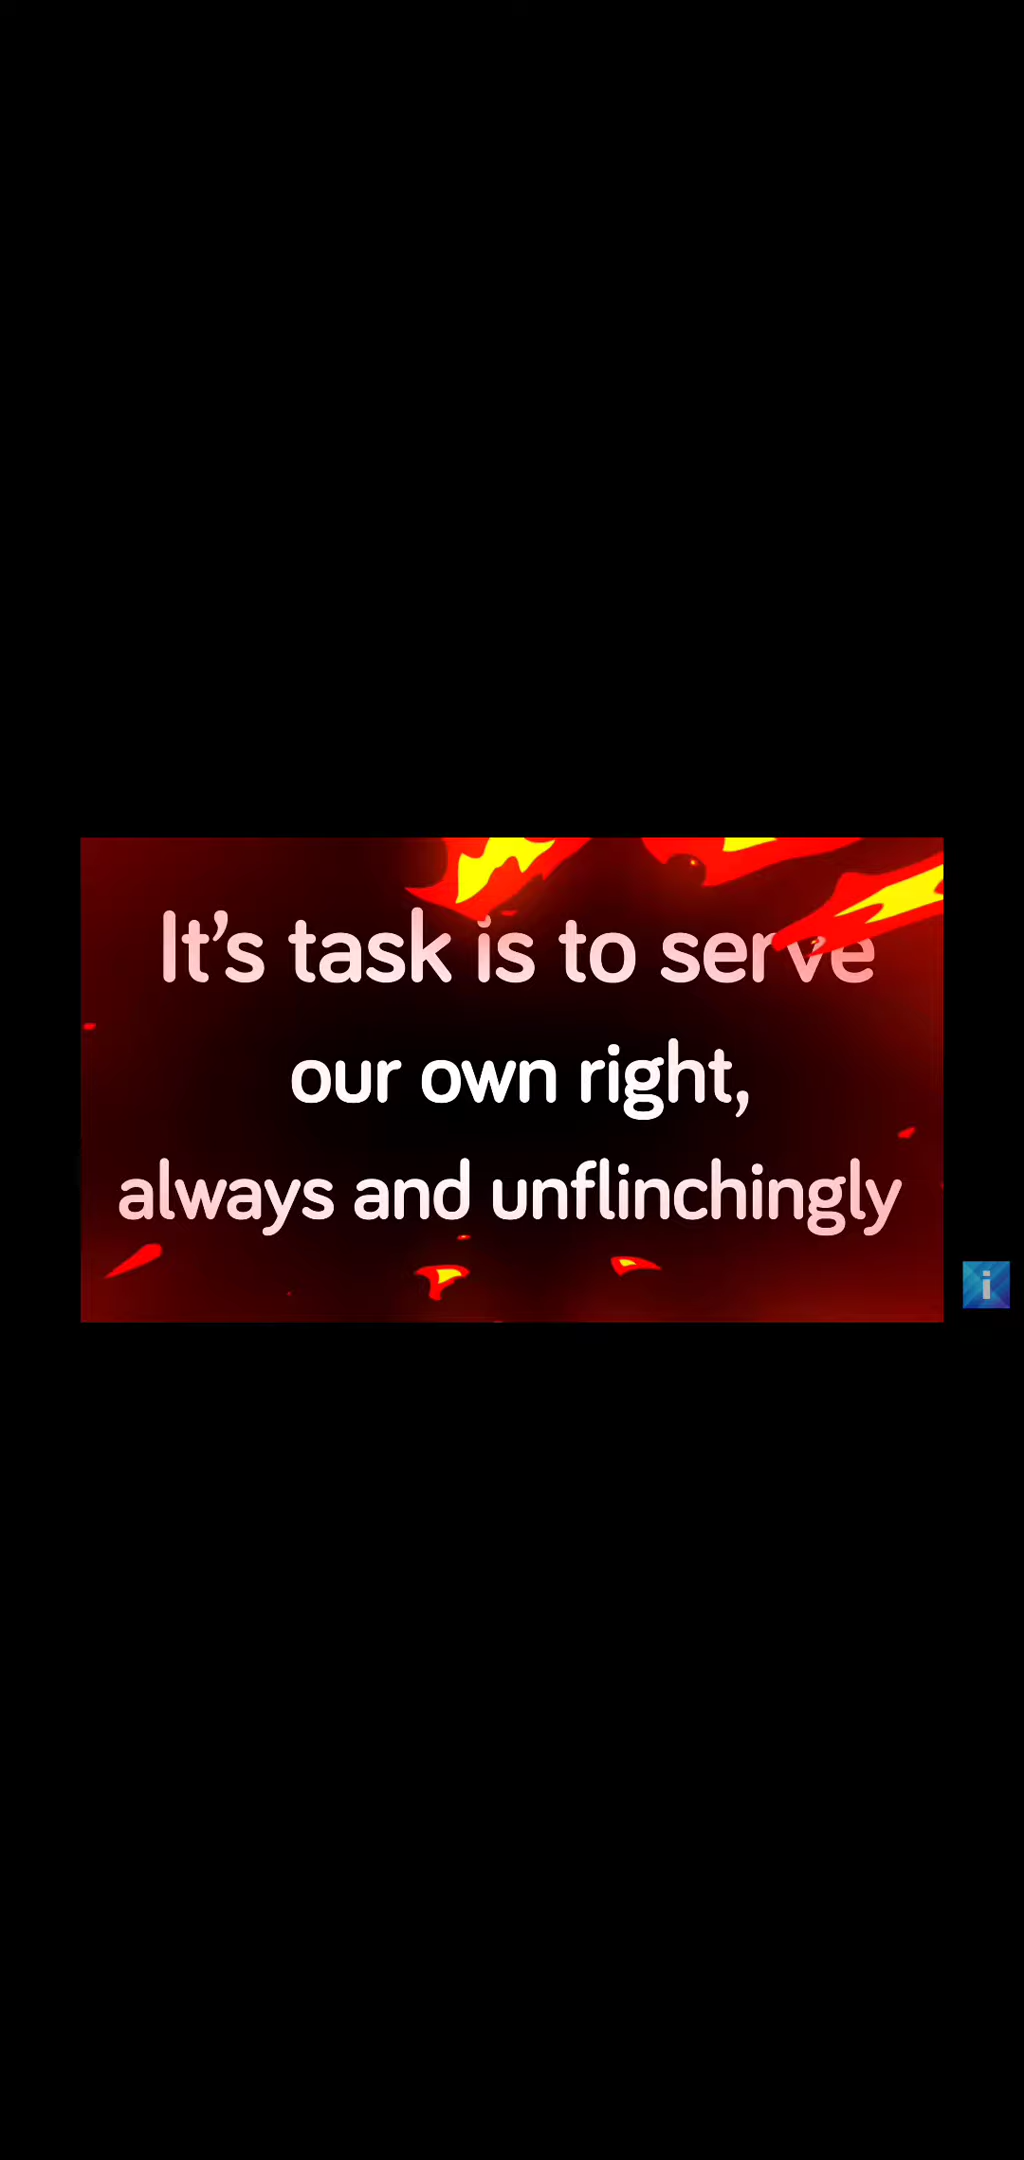 It’s task is to serve
our own right,
always and unflinchingly
i